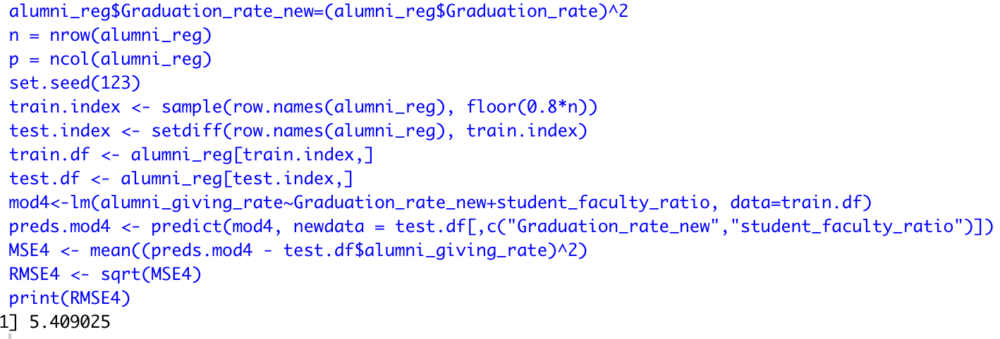 alumni_reg$Graduation_rate_new=(alumni_reg$Graduation_rate)^2
n = nrow(alumni_reg)
p = ncol(alumni_reg)
set.seed(123)
train.index <- sample(row.names(alumni_reg), floor(0.8*n))
test.index <- setdiff(row.names(alumni_reg), train.index)
train.df <- alumni_reg[train.index,]
test.df <- alumni_reg[test.index,]
mod4<-lm(alumni_giving_rate~Graduation_rate_new+student_faculty_ratio, data=train.df)
preds.mod4 <- predict(mod4, newdata = test.df[,c("Graduation_rate_new","student_faculty_ratio")])
MSE4 <- mean((preds.mod4 - test.df$alumni_giving_rate)^2)
RMSE4 <- sqrt(MSE4)
print(RMSE4)
1] 5.409025